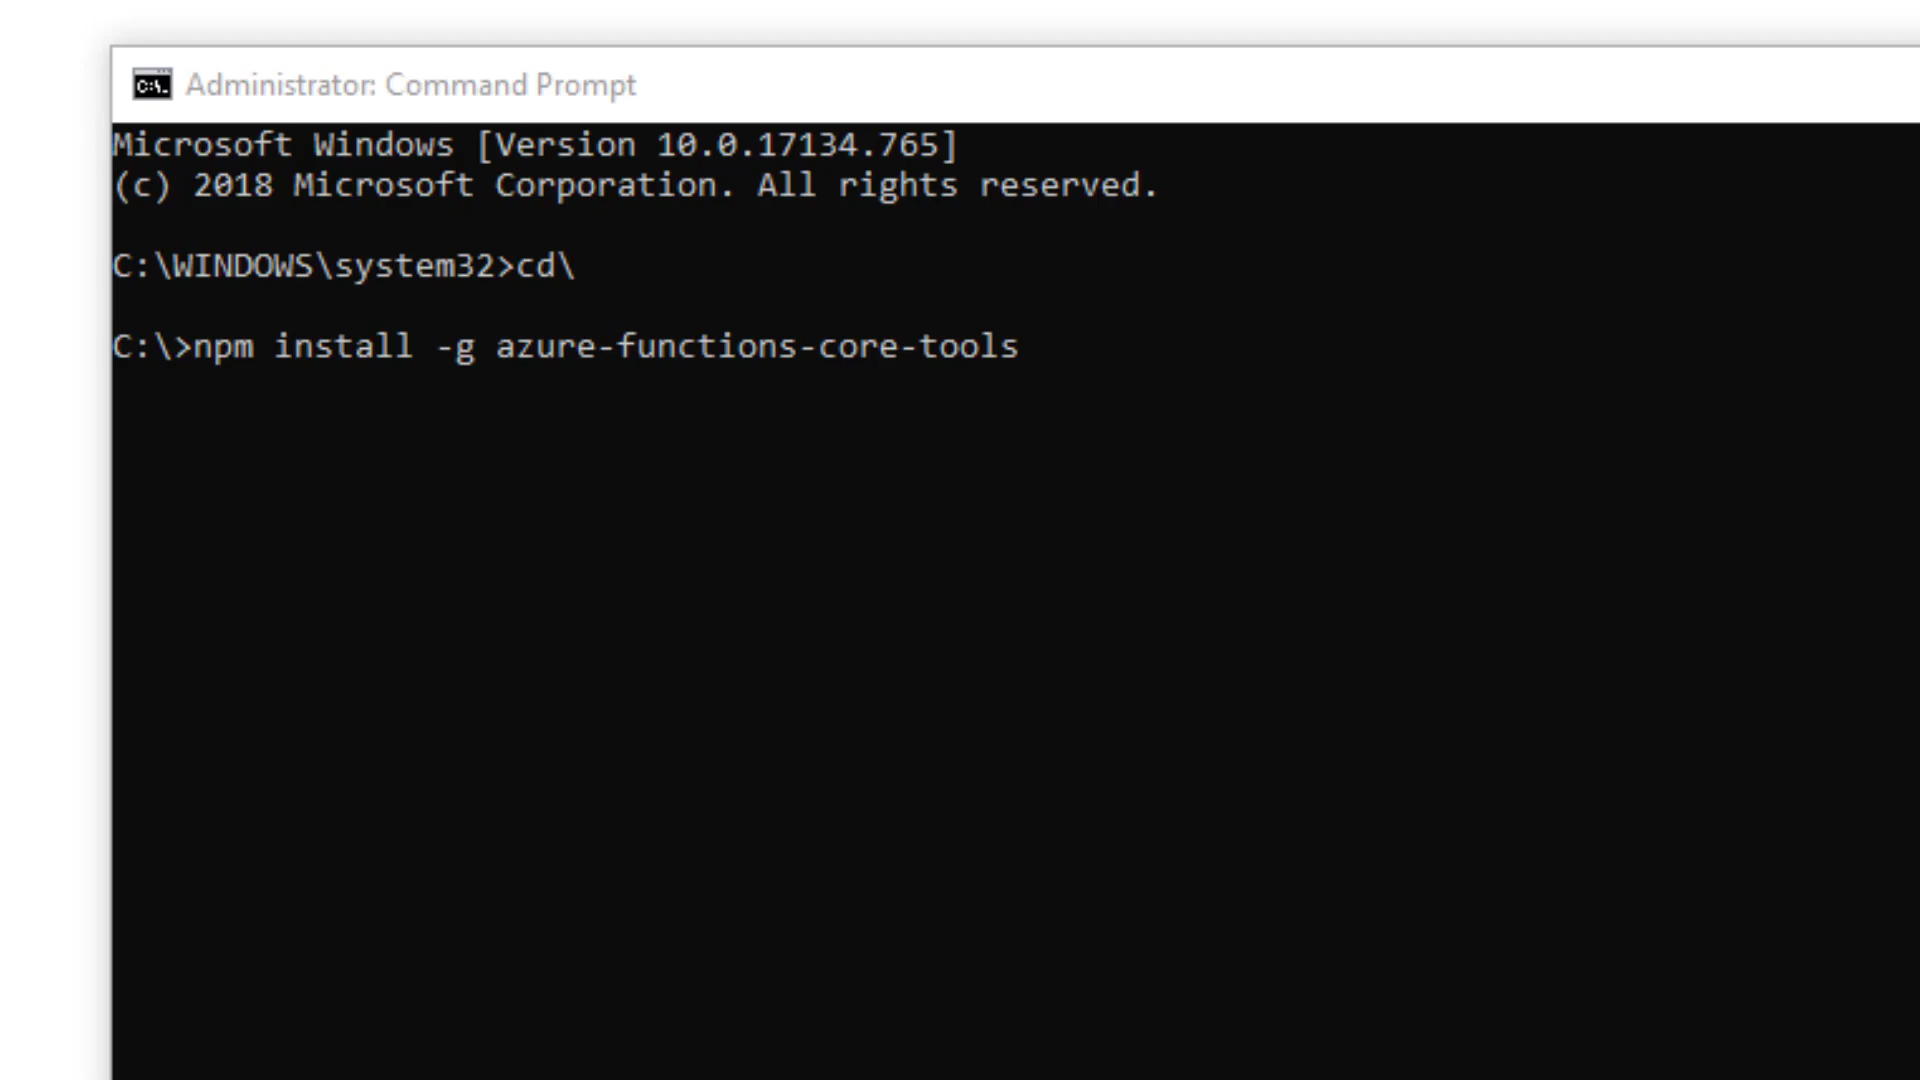 Administrator: Command Prompt
Microsoft Windows [Version 10.0.17134.765]
(c) 2018 Microsoft Corporation. All rights reserved.
C:\WINDOWS\system32>cd\
C:\>npm install -g azure-functions-core-tools